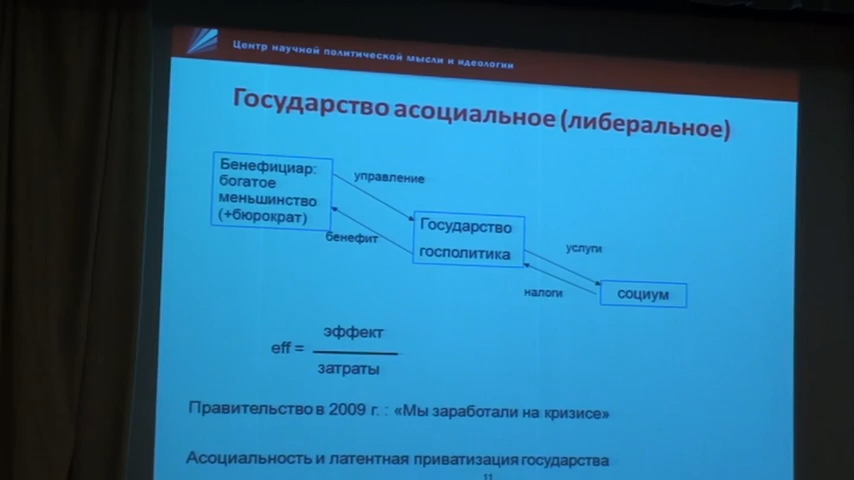 Центр научной политической мысли и идеологии
Государство асоциальное (либеральное)
Бенефициар:
богатое
меньшинство
(+бюрократ)
управление
бенефит
Государство
госполитика
услуги
налоги
социум
eff =
эффект
затраты
Правительство в 2009 г. : «Мы заработали на кризисе»
Асоциальность и латентная приватизация государства
11